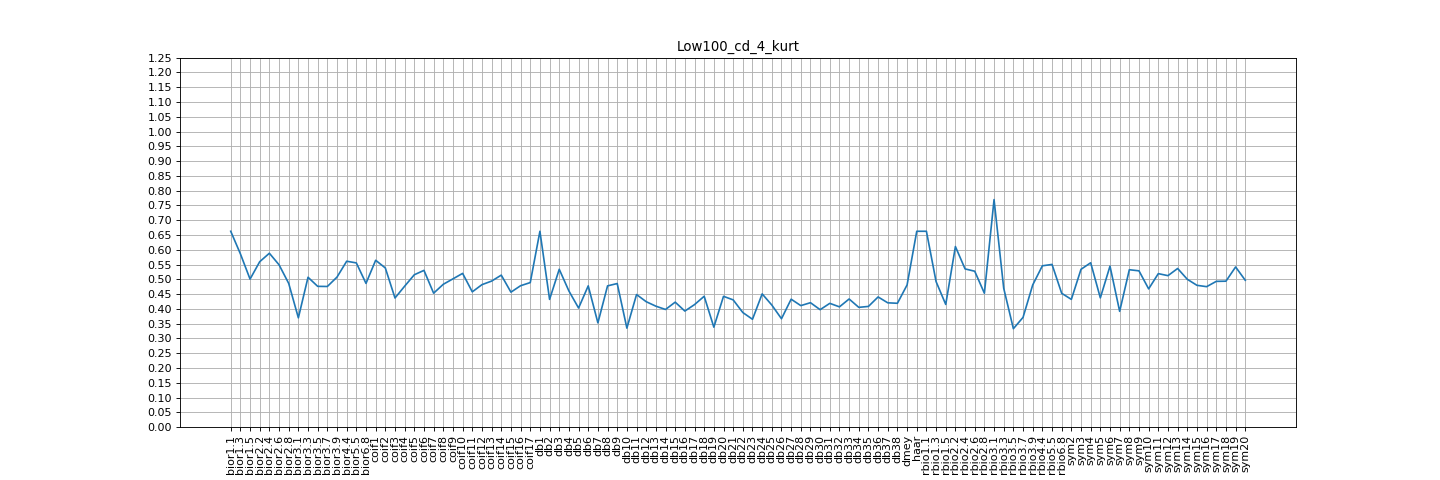 Low100_cd_4_kurt
1.25
1.20
1.15
1.10
1.05
1.00
0.95
0.90
0.85
0.80
0.75
0.70
0.65
0.60
0.55
0.50
0.45
0.40
0.35
0.30
0.25
0.20
0.15
0.10
0.05
0.00
bior1.1
bior1.3
bior1.5
bior2.2
bior2.4
bior2.6
bior2.8
bior3.1
bior3.3
bior3.5
bior3.7
bior3.9
bior4.4
bior5.5
bior6.8
coif1
coif2
coif3
coif4
coif5
coif6
coif7
coif8
coif9
coif10
coif11
coif12
coif13
coif14
coif15
coif16
coif17
db1
db2
db3
db4
db5
db6
db7
db8
db9
db10
db11
db12
db13
db14
db15
db16
db17
db18
db19
db20
db21
db22
db23
db24
db25
db26
db27
db28
db29
db30
db31
db32
db33
db34
db35
db36
db37
db38
dmey
haar
rbio1.1
rbio1.3
rbio1.5
rbio2.2
rbio2.4
rbio2.6
rbio2.8
rbio3.1
rbio3.3
rbio3.5
rbio3.7
rbio3.9
rbio4.4
rbio5.5
rbio6.8
sym2
sym3
sym4
sym5
sym6
sym7
sym8
sym9
sym10
sym11
sym12
sym13
sym14
sym15
sym16
sym17
sym18
sym19
sym20